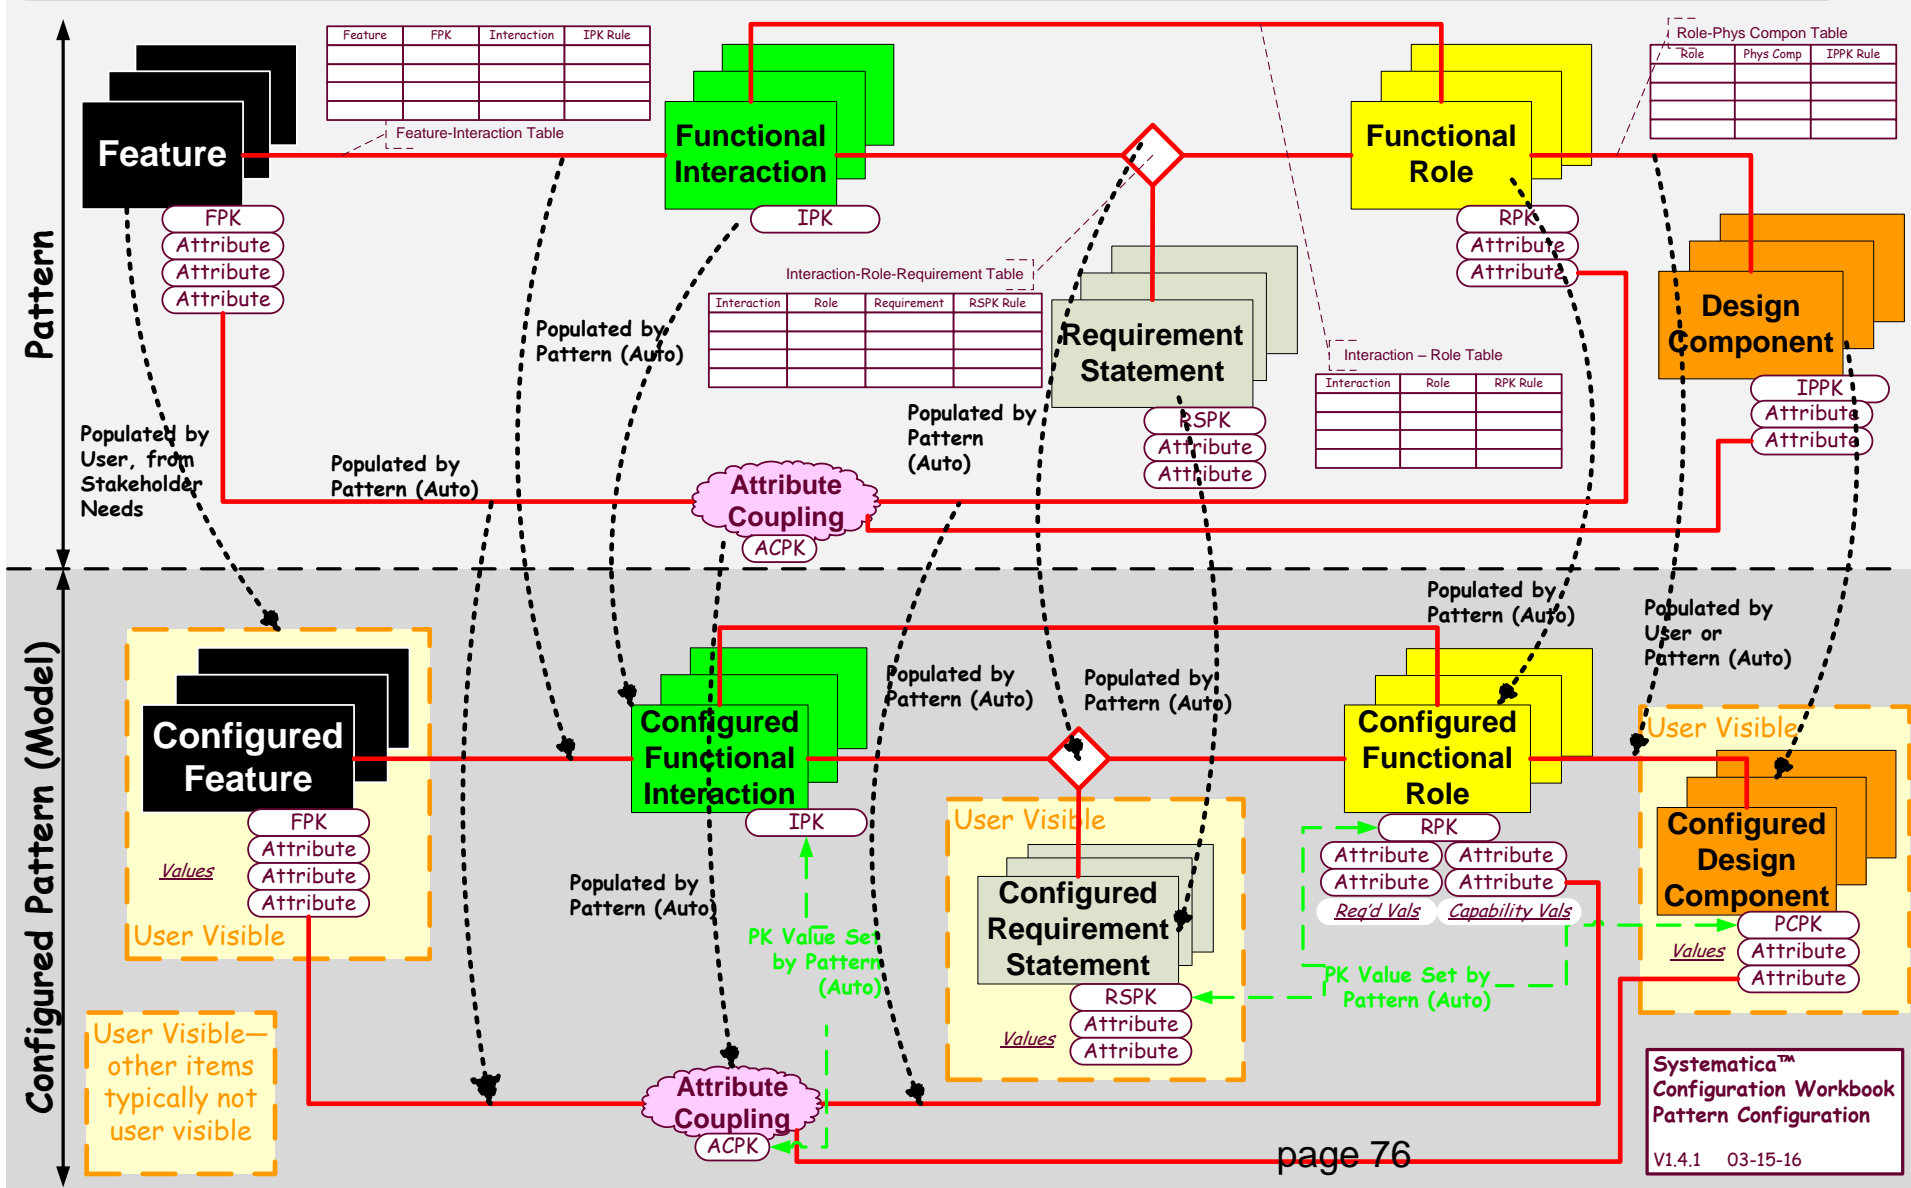 Feature FPK Interaction IPK Rule
Feature-Interaction Table
Role-Phys Compon Table
Role Phys Comp IPPK Rule
Pattern
Feature
FPK
Attribute
Attribute
Attribute
Functional
Interaction
IPK
Functional
Role
RPK
Attribute
Attribute
Design
Component
IPPK
Attribute
Attribute
Interaction-Role-Requirement Table
Interaction Role Requirement RSPK Rule
Requirement
Statement
RSPK
Attribute
Attribute
Interaction – Role Table
Interaction Role RPK Rule
Populated by
User, from
Stakeholder
Needs
Populated by
Pattern (Auto)
Populated by
Pattern (Auto)
Populated by
Pattern
(Auto)
Attribute
Coupling
ACPK
Configured Pattern (Model)
Configured
Feature
FPK
Attribute
Attribute
Attribute
Values
User Visible
Configured
Functional
Interaction
IPK
Populated by
Pattern (Auto)
Populated by
Pattern (Auto)
Populated by
Pattern (Auto)
Populated by
Pattern (Auto)
Populated by
User or
Pattern (Auto)
PK Value Set
by Pattern
(Auto)
User Visible
Configured
Requirement
Statement
RSPK
Attribute
Attribute
Values
Configured
Functional
Role
RPK
Attribute Attribute
Attribute Attribute
Req'd Vals Capability Vals
PK Value Set by
Pattern (Auto)
User Visible
Configured
Design
Component
PCPK
Attribute
Attribute
Values
User Visible—
other items
typically not
user visible
Attribute
Coupling
ACPK
page 76
Systematica™
Configuration Workbook
Pattern Configuration
V1.4.1 03-15-16